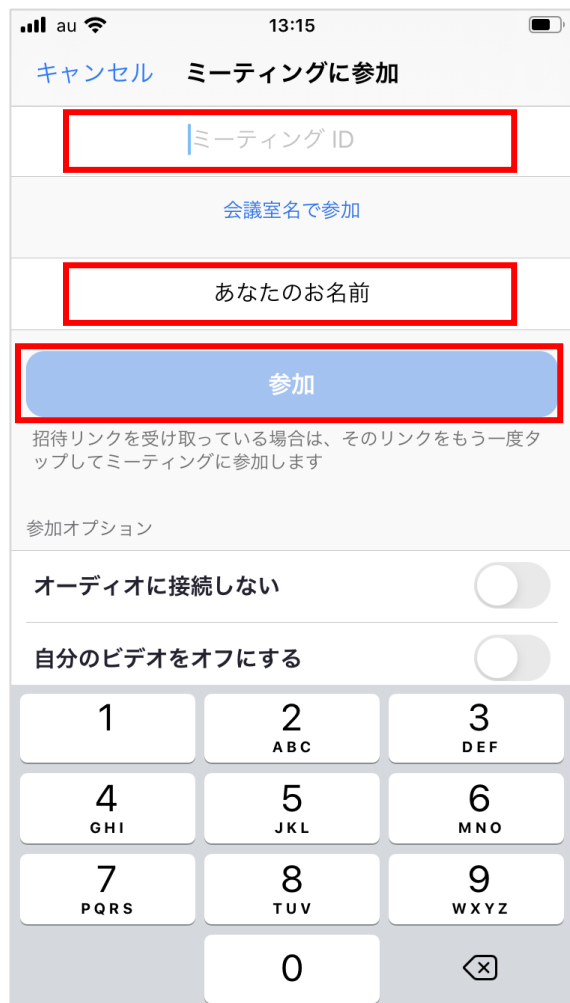 au 13:15
キャンセル ミーティングに参加
ミーティング ID
会議室名で参加
あなたのお名前
参加
招待リンクを受け取っている場合は、そのリンクをもう一度タ
ップしてミーティングに参加します
参加オプション
オーディオに接続しない
自分のビデオをオフにする
1 2 3
ABC DEF
4 5 6
GHI JKL MNO
7 8 9
PQRS TUV WXYZ
0